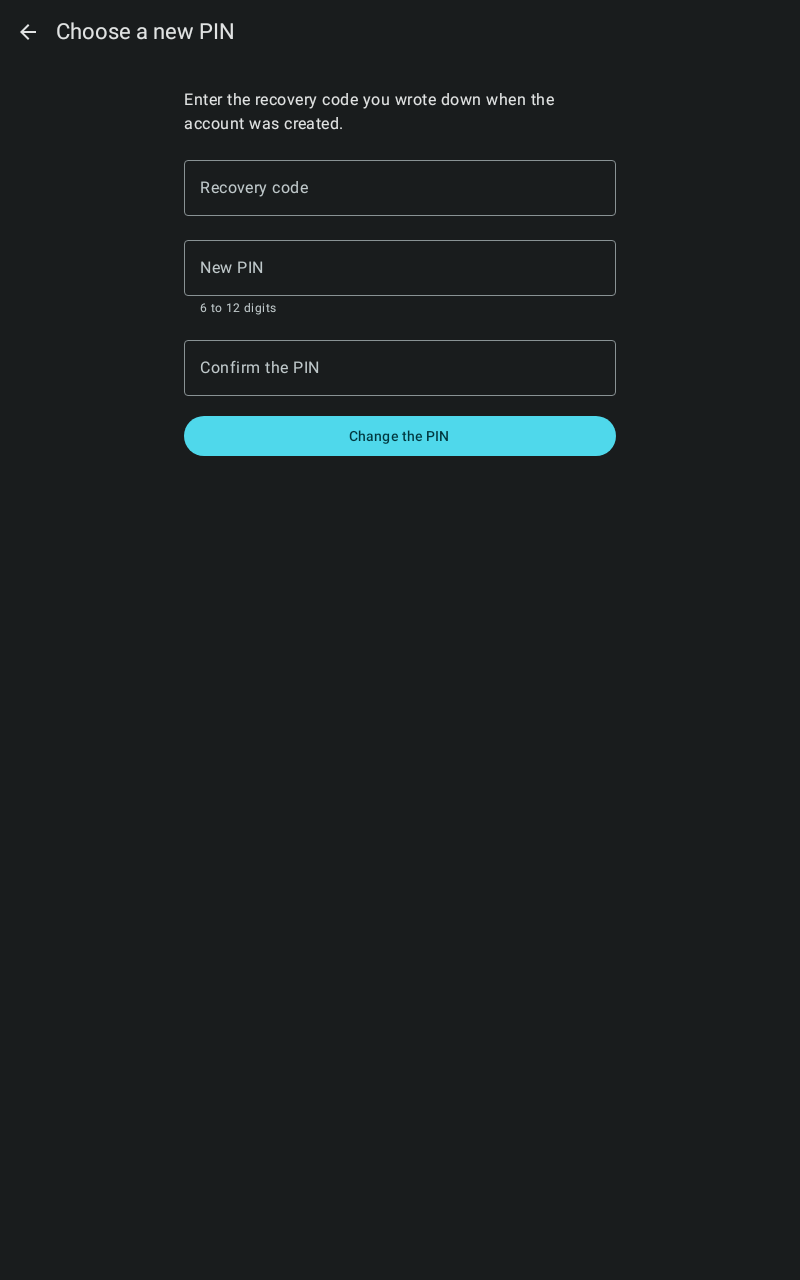 Choose a new PIN
Enter the recovery code you wrote down when the
account was created.
Recovery code
New PIN
6 to 12 digits
Confirm the PIN
Change the PIN